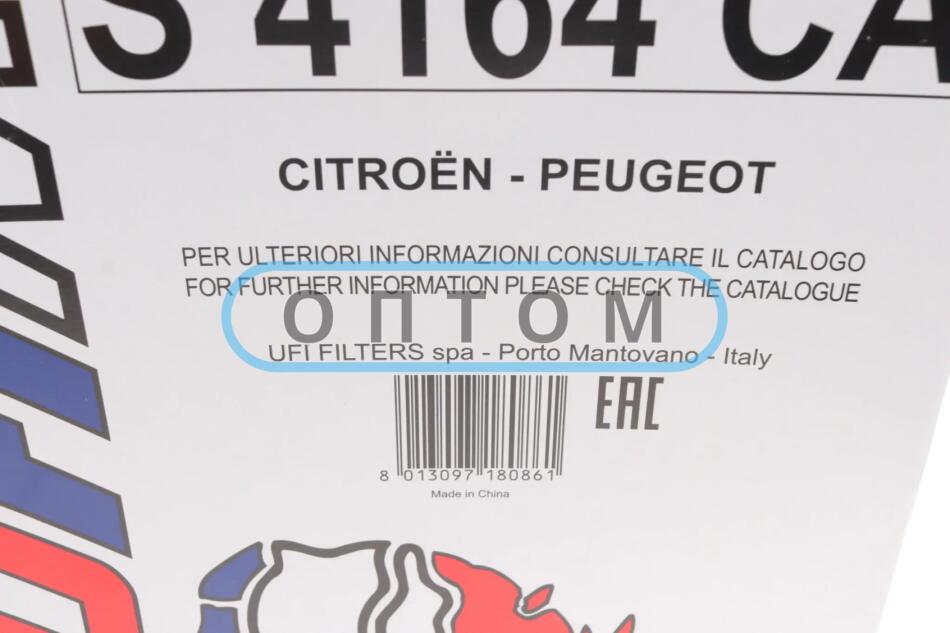 S 4164 CA
CITROËN - PEUGEOT
PER ULTERIORI INFORMAZIONI CONSULTARE IL CATALOGO
FOR FURTHER INFORMATION PLEASE CHECK THE CATALOGUE
ОПТОМ
UFI FILTERS spa - Porto Mantovano - Italy
EAC
8 013097 180861
Made in China